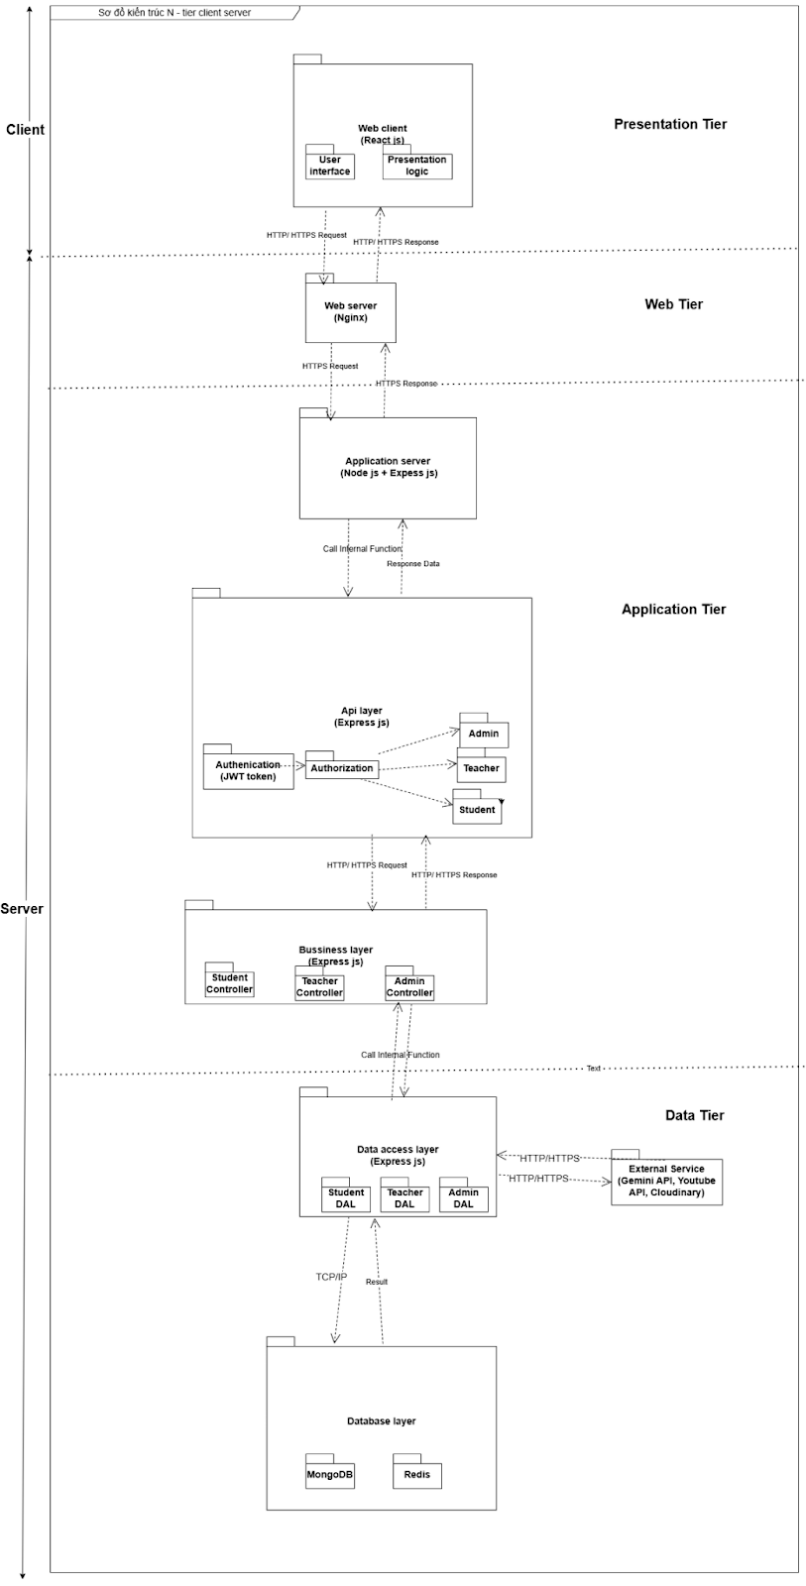 Sơ đồ kiến trúc N - tier client server
Client
Presentation Tier
Web client
(React js)
User
interface
Presentation
logic
HTTP/ HTTPS Request
HTTP/ HTTPS Response
Web server
(Nginx)
Web Tier
HTTPS Request
HTTPS Response
Application server
(Node js + Expess js)
Call Internal Function
Response Data
Application Tier
Api layer
(Express js)
Authenication
(JWT token)
Authorization
Admin
Teacher
Student
HTTP/ HTTPS Request
HTTP/ HTTPS Response
Server
Bussiness layer
(Express js)
Student
Controller
Teacher
Controller
Admin
Controller
Call Internal Function
Text
Data Tier
Data access layer
(Express js)
Student
DAL
Teacher
DAL
Admin
DAL
HTTP/HTTPS
HTTP/HTTPS
External Service
(Gemini API, Youtube
API, Cloudinary)
TCP/IP
Result
Database layer
MongoDB
Redis